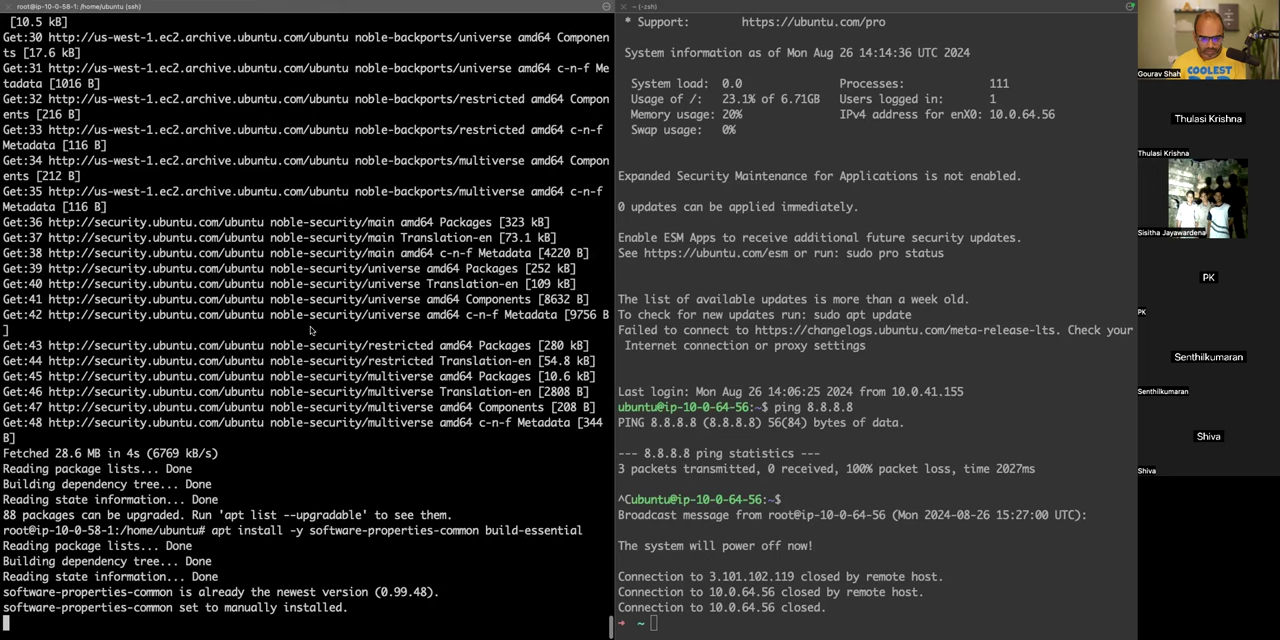 root@ip-10-0-58-1: /home/ubuntu (ssh)
[10.5 kB]
Get:30 http://us-west-1.ec2.archive.ubuntu.com/ubuntu noble-backports/universe amd64 Componen
ts [17.6 kB]
Get:31 http://us-west-1.ec2.archive.ubuntu.com/ubuntu noble-backports/universe amd64 c-n-f Me
tadata [1016 B]
Get:32 http://us-west-1.ec2.archive.ubuntu.com/ubuntu noble-backports/restricted amd64 Compon
ents [216 B]
Get:33 http://us-west-1.ec2.archive.ubuntu.com/ubuntu noble-backports/restricted amd64 c-n-f
Metadata [116 B]
Get:34 http://us-west-1.ec2.archive.ubuntu.com/ubuntu noble-backports/multiverse amd64 Compon
ents [212 B]
Get:35 http://us-west-1.ec2.archive.ubuntu.com/ubuntu noble-backports/multiverse amd64 c-n-f
Metadata [116 B]
Get:36 http://security.ubuntu.com/ubuntu noble-security/main amd64 Packages [323 kB]
Get:37 http://security.ubuntu.com/ubuntu noble-security/main Translation-en [73.1 kB]
Get:38 http://security.ubuntu.com/ubuntu noble-security/main amd64 c-n-f Metadata [4220 B]
Get:39 http://security.ubuntu.com/ubuntu noble-security/universe amd64 Packages [252 kB]
Get:40 http://security.ubuntu.com/ubuntu noble-security/universe Translation-en [109 kB]
Get:41 http://security.ubuntu.com/ubuntu noble-security/universe amd64 Components [8632 B]
Get:42 http://security.ubuntu.com/ubuntu noble-security/universe amd64 c-n-f Metadata [9756 B
]
Get:43 http://security.ubuntu.com/ubuntu noble-security/restricted amd64 Packages [280 kB]
Get:44 http://security.ubuntu.com/ubuntu noble-security/restricted Translation-en [54.8 kB]
Get:45 http://security.ubuntu.com/ubuntu noble-security/multiverse amd64 Packages [10.6 kB]
Get:46 http://security.ubuntu.com/ubuntu noble-security/multiverse Translation-en [2808 B]
Get:47 http://security.ubuntu.com/ubuntu noble-security/multiverse amd64 Components [208 B]
Get:48 http://security.ubuntu.com/ubuntu noble-security/multiverse amd64 c-n-f Metadata [344
B]
Fetched 28.6 MB in 4s (6769 kB/s)
Reading package lists... Done
Building dependency tree... Done
Reading state information... Done
88 packages can be upgraded. Run 'apt list --upgradable' to see them.
root@ip-10-0-58-1:/home/ubuntu# apt install -y software-properties-common build-essential
Reading package lists... Done
Building dependency tree... Done
Reading state information... Done
software-properties-common is already the newest version (0.99.48).
software-properties-common set to manually installed.
~ (-zsh)
* Support: https://ubuntu.com/pro
System information as of Mon Aug 26 14:14:36 UTC 2024
System load: 0.0 Processes: 111
Usage of /: 23.1% of 6.71GB Users logged in: 1
Memory usage: 20% IPv4 address for enX0: 10.0.64.56
Swap usage: 0%
Expanded Security Maintenance for Applications is not enabled.
0 updates can be applied immediately.
Enable ESM Apps to receive additional future security updates.
See https://ubuntu.com/esm or run: sudo pro status
The list of available updates is more than a week old.
To check for new updates run: sudo apt update
Failed to connect to https://changelogs.ubuntu.com/meta-release-lts. Check your
Internet connection or proxy settings
Last login: Mon Aug 26 14:06:25 2024 from 10.0.41.155
ubuntu@ip-10-0-64-56:~$ ping 8.8.8.8
PING 8.8.8.8 (8.8.8.8) 56(84) bytes of data.
--- 8.8.8.8 ping statistics ---
3 packets transmitted, 0 received, 100% packet loss, time 2027ms
^Cubuntu@ip-10-0-64-56:~$
Broadcast message from root@ip-10-0-64-56 (Mon 2024-08-26 15:27:00 UTC):
The system will power off now!
Connection to 3.101.102.119 closed by remote host.
Connection to 10.0.64.56 closed by remote host.
Connection to 10.0.64.56 closed.
➜ ~
COOLEST
Gourav Shah
Thulasi Krishna
Thulasi Krishna
Sisitha Jayawardena
PK
PK
Senthilkumaran
Senthilkumaran
Shiva
Shiva